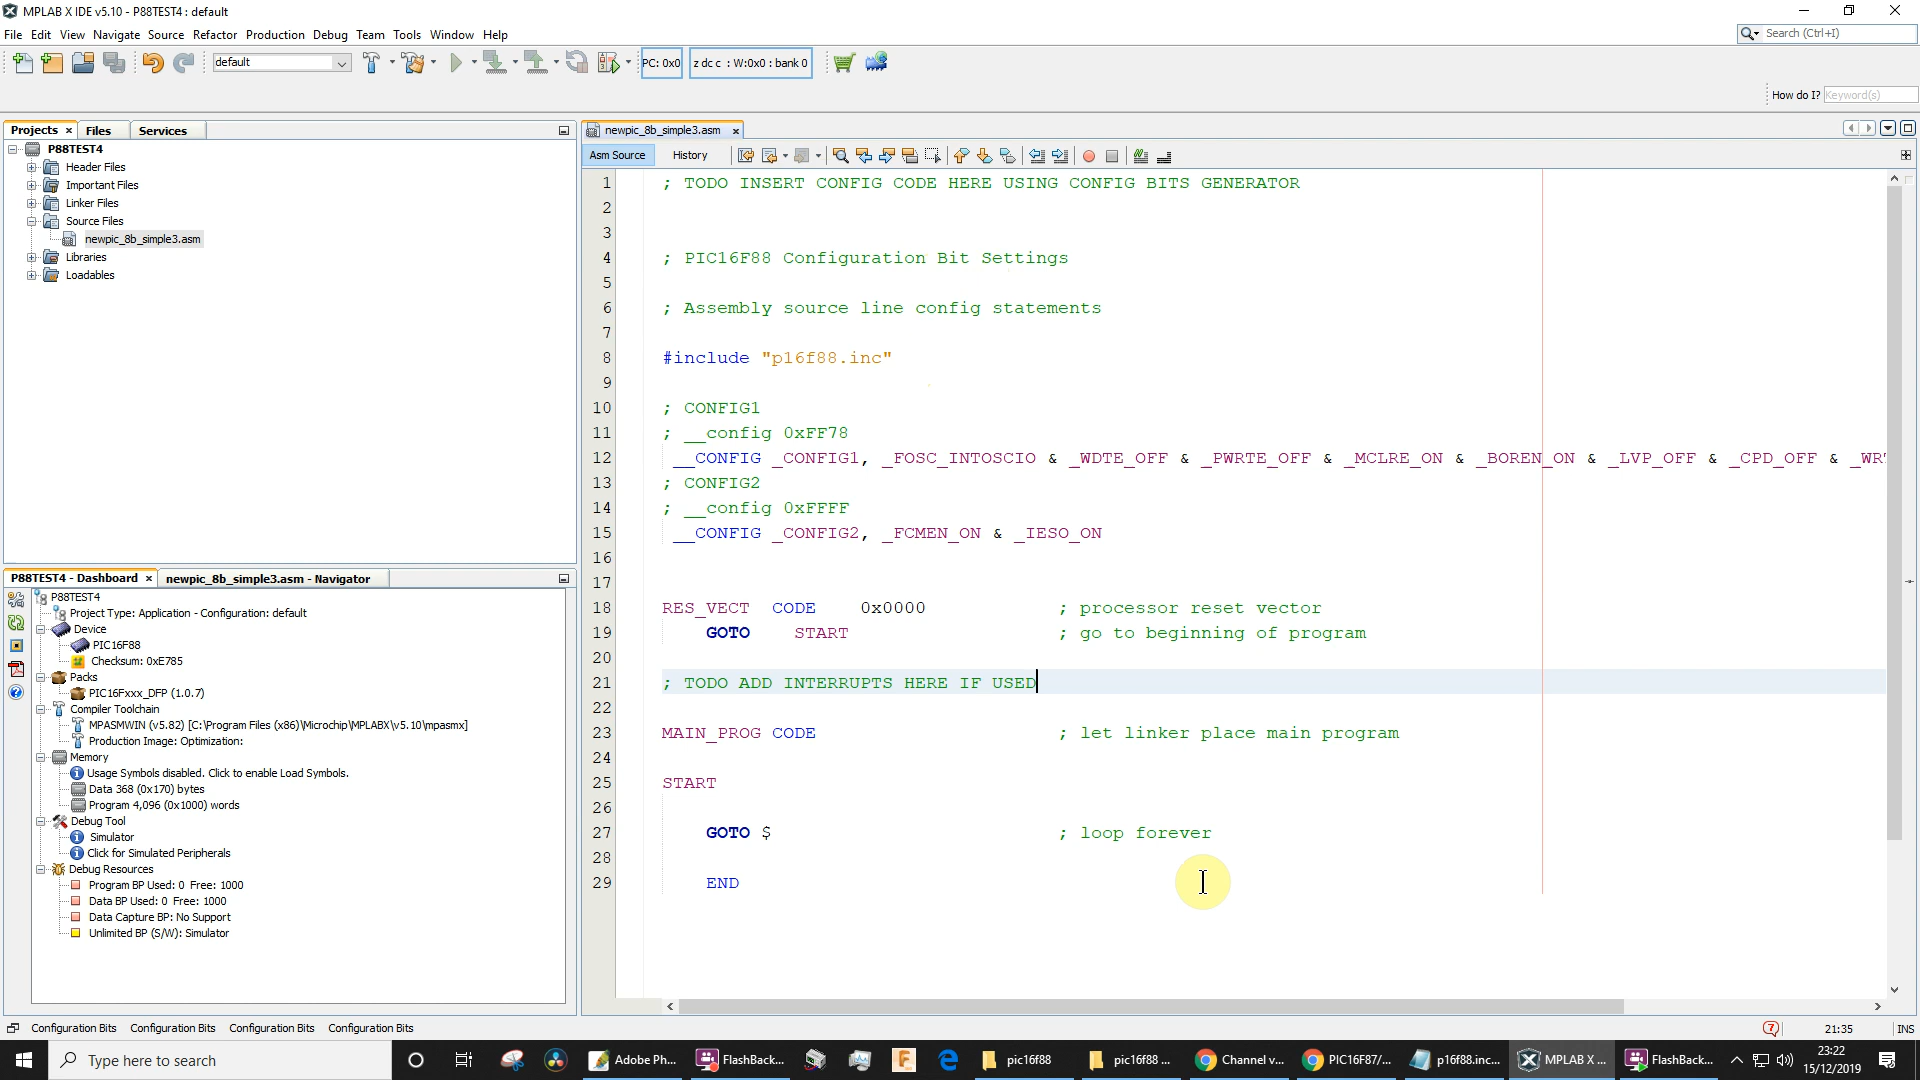 MPLAB X IDE v5.10 - P88TEST4 : default
File Edit View Navigate Source Refactor Production Debug Team Tools Window Help
Search (Ctrl+I)
default
PC: 0x0
z dc c : W:0x0 : bank 0
How do I? Keyword(s)
Projects Files Services
P88TEST4
Header Files
Important Files
Linker Files
Source Files
newpic_8b_simple3.asm
Libraries
Loadables
P88TEST4 - Dashboard newpic_8b_simple3.asm - Navigator
P88TEST4
Project Type: Application - Configuration: default
Device
PIC16F88
Checksum: 0xE785
Packs
PIC16Fxxx_DFP (1.0.7)
Compiler Toolchain
MPASMWIN (v5.82) [C:\Program Files (x86)\Microchip\MPLABX\v5.10\mpasmx]
Production Image: Optimization:
Memory
Usage Symbols disabled. Click to enable Load Symbols.
Data 368 (0x170) bytes
Program 4,096 (0x1000) words
Debug Tool
Simulator
Click for Simulated Peripherals
Debug Resources
Program BP Used: 0 Free: 1000
Data BP Used: 0 Free: 1000
Data Capture BP: No Support
Unlimited BP (S/W): Simulator
newpic_8b_simple3.asm
Asm Source History
1 ; TODO INSERT CONFIG CODE HERE USING CONFIG BITS GENERATOR
2
3
4 ; PIC16F88 Configuration Bit Settings
5
6 ; Assembly source line config statements
7
8 #include "p16f88.inc"
9
10 ; CONFIG1
11 ; __config 0xFF78
12 __CONFIG _CONFIG1, _FOSC_INTOSCIO & _WDTE_OFF & _PWRTE_OFF & _MCLRE_ON & _BOREN_ON & _LVP_OFF & _CPD_OFF & _WR
13 ; CONFIG2
14 ; __config 0xFFFF
15 __CONFIG _CONFIG2, _FCMEN_ON & _IESO_ON
16
17
18 RES_VECT CODE 0x0000 ; processor reset vector
19 GOTO START ; go to beginning of program
20
21 ; TODO ADD INTERRUPTS HERE IF USED
22
23 MAIN_PROG CODE ; let linker place main program
24
25 START
26
27 GOTO $ ; loop forever
28
29 END
Configuration Bits Configuration Bits Configuration Bits Configuration Bits
21:35 INS
Type here to search
Adobe Ph... FlashBack... pic16f88 pic16f88 ... Channel v... PIC16F87/... p16f88.inc... MPLAB X ... FlashBack...
23:22
15/12/2019